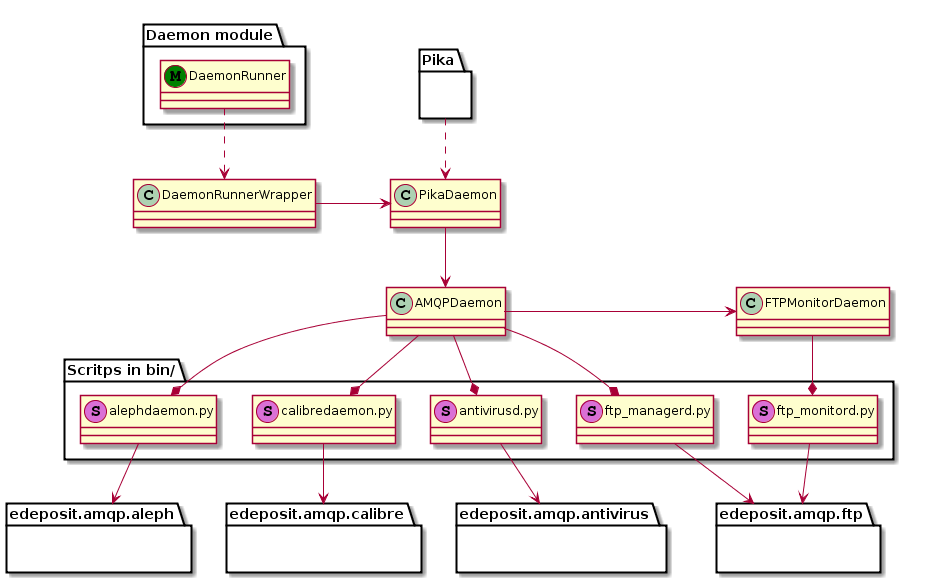 Daemon module
M DaemonRunner
Pika
C DaemonRunnerWrapper
C PikaDaemon
C AMQPDaemon
C FTPMonitorDaemon
Scritps in bin/
S alephdaemon.py
S calibredaemon.py
S antivirusd.py
S ftp_managerd.py
S ftp_monitord.py
edeposit.amqp.aleph
edeposit.amqp.calibre
edeposit.amqp.antivirus
edeposit.amqp.ftp